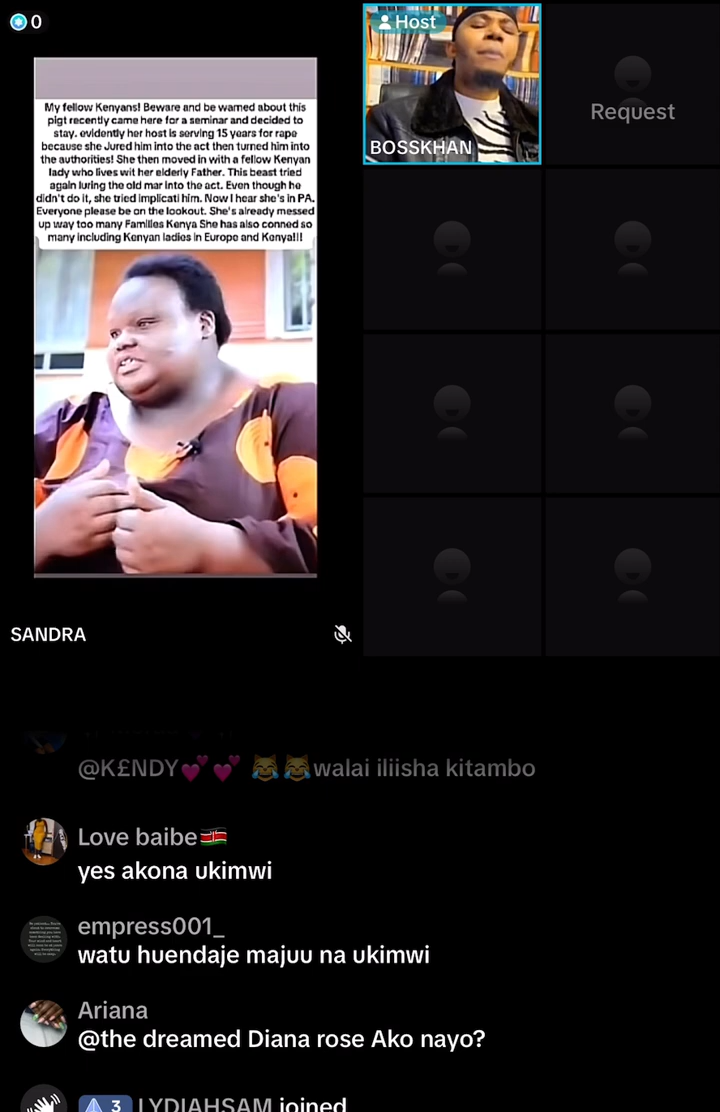 0
My fellow Kenyans! Beware and be warned about this
pigt recently came here for a seminar and decided to
stay. evidently her host is serving 15 years for rape
because she Jured him into the act then turned him into
the authorities! She then moved in with a fellow Kenyan
lady who lives wit her elderly Father. This beast tried
again luring the old mar into the act. Even though he
didn't do it, she tried implicati him. Now I hear she's in PA.
Everyone please be on the lookout. She's already messed
up way too many Families Kenya She has also conned so
many including Kenyan ladies in Europe and Konya!!!
SANDRA
Host
BOSSKHAN
Request
@K£NDY💕💕 😹😹walai iliisha kitambo
Love baibe🇰🇪
yes akona ukimwi
empress001_
watu huendaje majuu na ukimwi
Ariana
@the dreamed Diana rose Ako nayo?
3 LYDIAHSAM joined